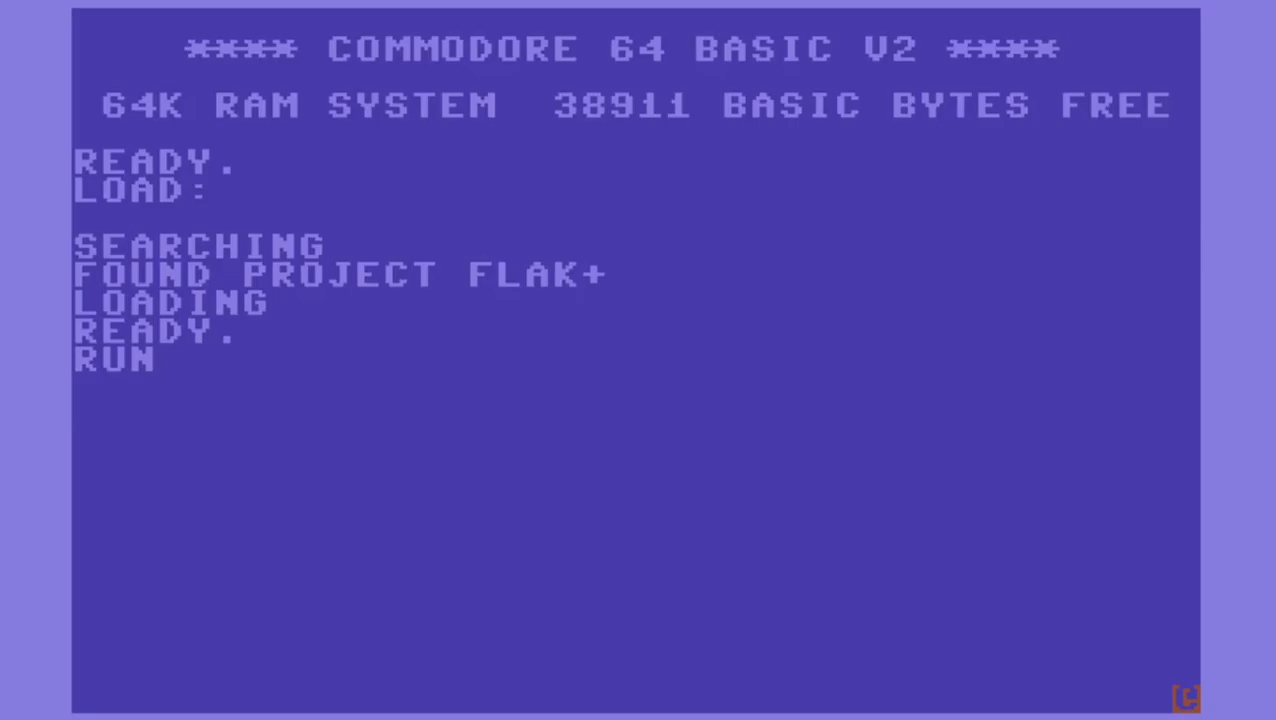 **** COMMODORE 64 BASIC V2 ****
64K RAM SYSTEM  38911 BASIC BYTES FREE
READY.
LOAD:
SEARCHING
FOUND PROJECT FLAK+
LOADING
READY.
RUN